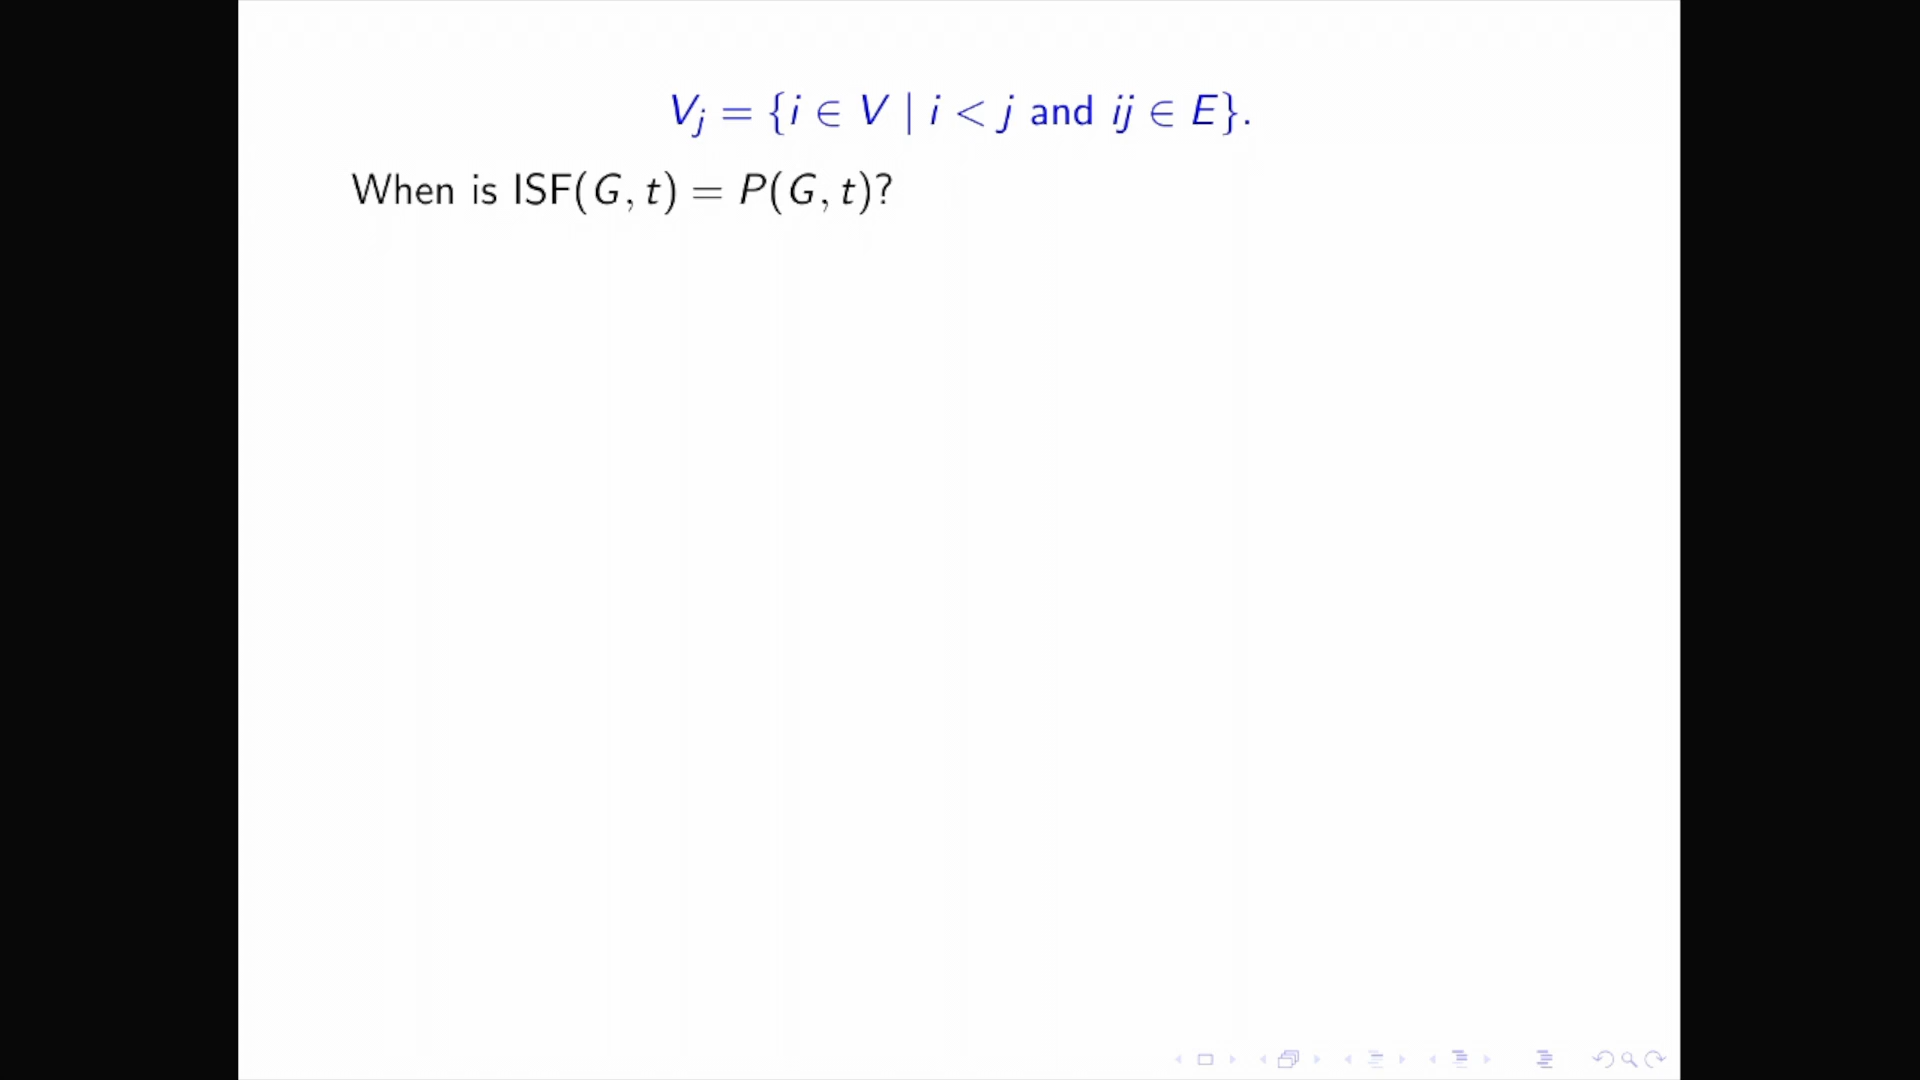 V_j = {i ∈ V | i < j and ij ∈ E}.
When is ISF(G, t) = P(G, t)?